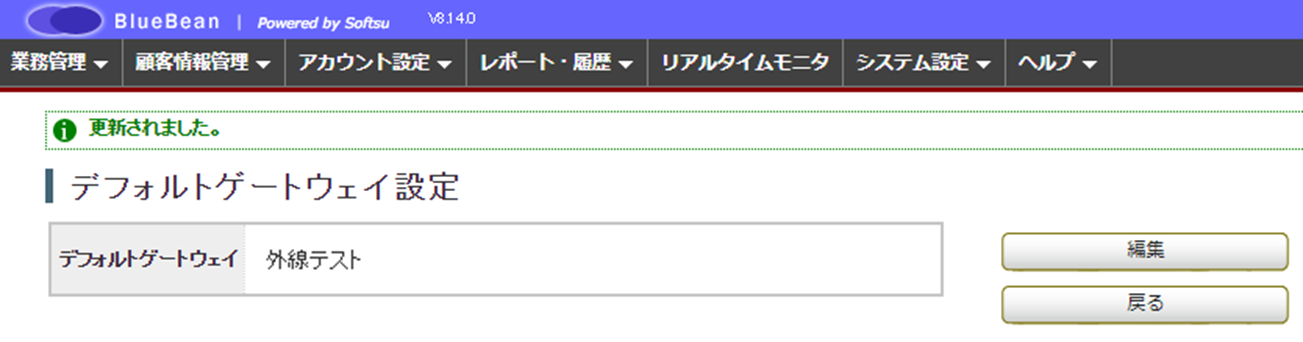 BlueBean | Powered by Softsu V8.14.0
業務管理 顧客情報管理 アカウント設定 レポート・履歴 リアルタイムモニタ システム設定 ヘルプ
更新されました。
デフォルトゲートウェイ設定
デフォルトゲートウェイ 外線テスト
編集
戻る